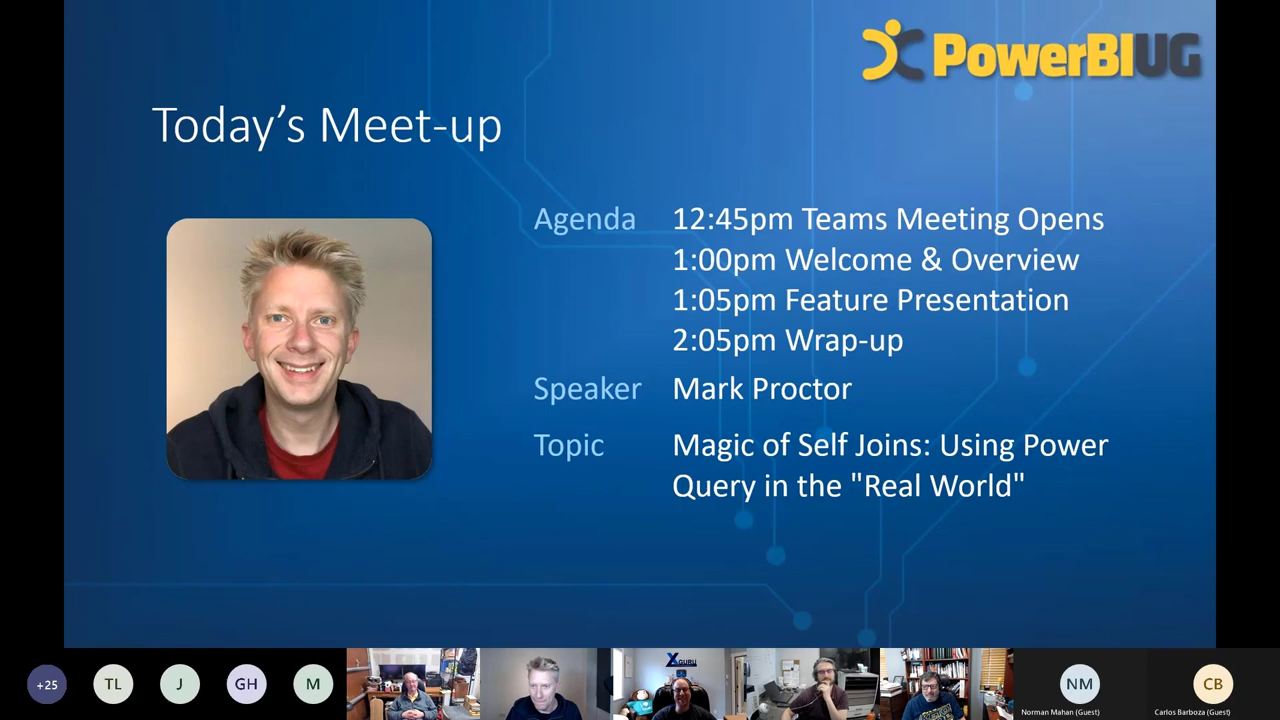 PowerBIUG
Today's Meet-up
Agenda 12:45pm Teams Meeting Opens
1:00pm Welcome & Overview
1:05pm Feature Presentation
2:05pm Wrap-up
Speaker Mark Proctor
Topic Magic of Self Joins: Using Power
Query in the "Real World"
+25 TL J GH M NM CB
Norman Mahan (Guest) Carlos Barboza (Guest)